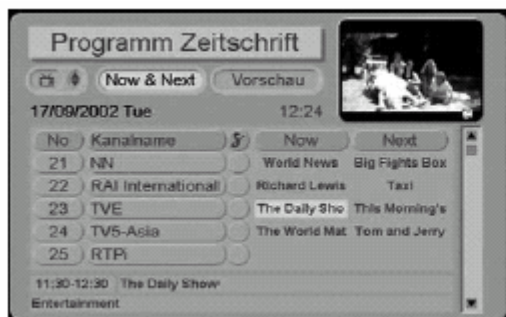 Programm Zeitschrift
Now & Next Vorschau
17/09/2002 Tue 12:24
No Kanalname Now Next
21 NN World News Big Fights Box
22 RAI International Richard Lewis Taxi
23 TVE The Daily Sho This Morning's
24 TV5-Asia The World Mat Tom and Jerry
25 RTPi
11:30-12:30 The Daily Show
Entertainment